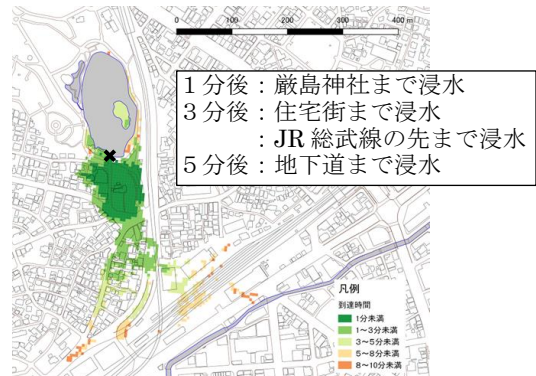 0 100 200 300 400 m
1分後：厳島神社まで浸水
3分後：住宅街まで浸水
：JR 総武線の先まで浸水
5分後：地下道まで浸水
凡例
到達時間
1分未満
1～3分未満
3～5分未満
5～8分未満
8～10分未満